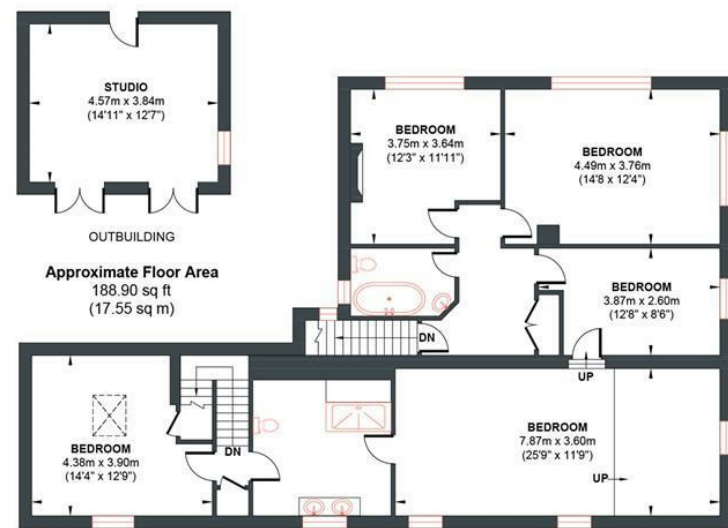 STUDIO
4.57m x 3.84m
(14'11" x 12'7")
OUTBUILDING
Approximate Floor Area
188.90 sq ft
(17.55 sq m)
BEDROOM
3.75m x 3.64m
(12'3" x 11'11")
BEDROOM
4.49m x 3.76m
(14'8 x 12'4")
BEDROOM
3.87m x 2.60m
(12'8" x 8'6")
DN
UP
BEDROOM
4.38m x 3.90m
(14'4" x 12'9")
DN
BEDROOM
7.87m x 3.60m
(25'9" x 11'9")
UP